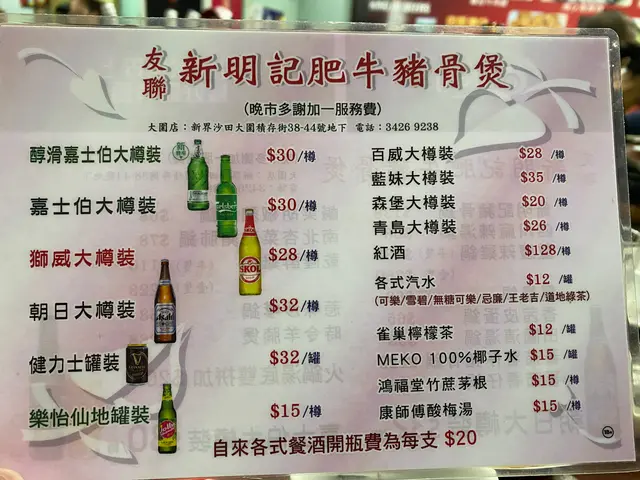 友聯 新明記肥牛豬骨煲
(晚市多謝加一服務費)
大圍店：新界沙田大圍積存街38-44號地下 電話：3426 9238
醇滑嘉士伯大樽裝 $30/樽
嘉士伯大樽裝 $30/樽
獅威大樽裝 $28/樽
朝日大樽裝 $32/樽
健力士罐裝 $32/罐
樂怡仙地罐裝 $15/樽
百威大樽裝 $28/樽
藍妹大樽裝 $35/樽
森堡大樽裝 $20/樽
青島大樽裝 $26/樽
紅酒 $128/樽
各式汽水 $12/罐
(可樂/雪碧/無糖可樂/忌廉/王老吉/道地綠茶)
雀巢檸檬茶 $12/罐
MEKO 100%椰子水 $15/罐
鴻福堂竹蔗茅根 $15/樽
康師傅酸梅湯 $15/樽
自來各式餐酒開瓶費為每支 $20
Carlsberg
SKOL
Asahi